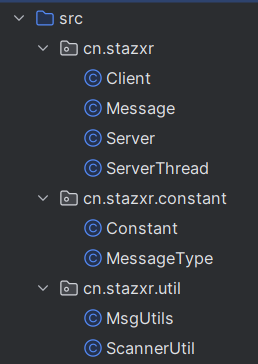 src
cn.stazxr
C Client
C Message
C Server
C ServerThread
cn.stazxr.constant
C Constant
C MessageType
cn.stazxr.util
C MsgUtils
C ScannerUtil